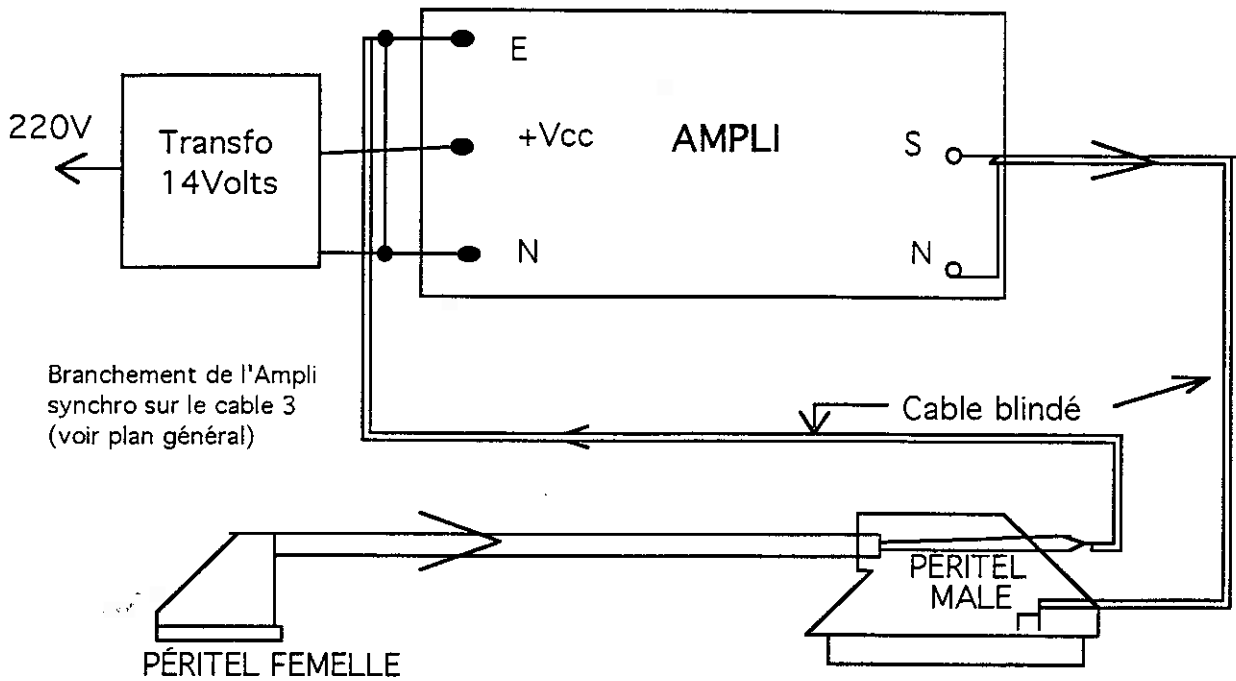 E
220V
Transfo
14Volts
+Vcc
AMPLI
S
N
N
Branchement de l'Ampli
synchro sur le cable 3
(voir plan général)
Cable blindé
PÉRITEL
MALE
PÉRITEL FEMELLE